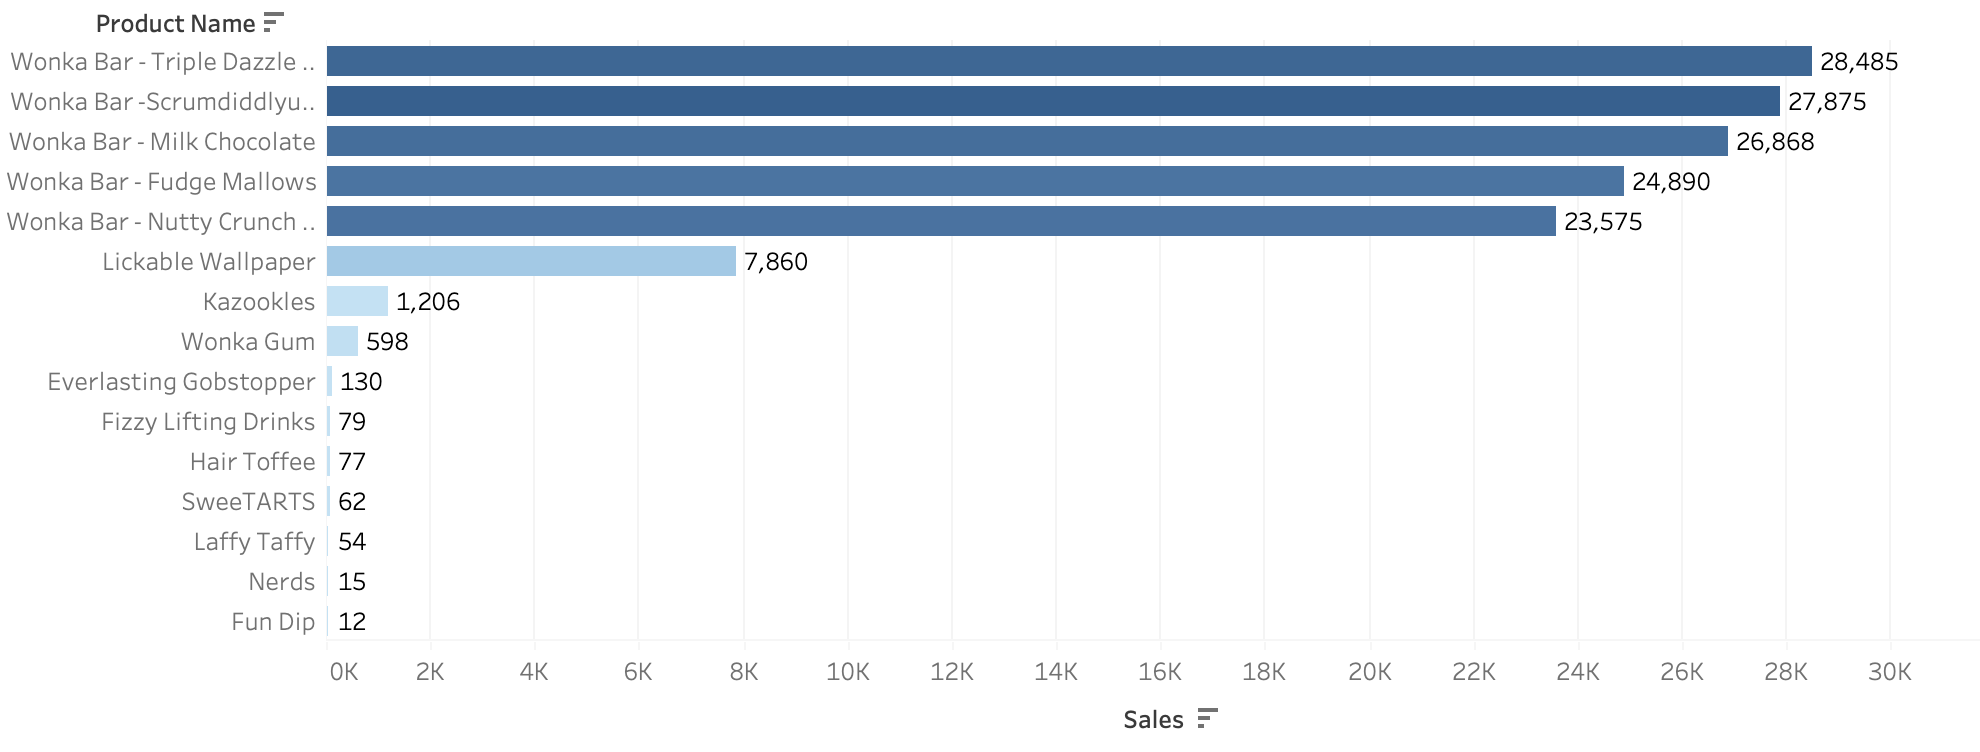 Product Name
Wonka Bar - Triple Dazzle .. 28,485
Wonka Bar -Scrumdiddlyu.. 27,875
Wonka Bar - Milk Chocolate 26,868
Wonka Bar - Fudge Mallows 24,890
Wonka Bar - Nutty Crunch .. 23,575
Lickable Wallpaper 7,860
Kazookles 1,206
Wonka Gum 598
Everlasting Gobstopper 130
Fizzy Lifting Drinks 79
Hair Toffee 77
SweeTARTS 62
Laffy Taffy 54
Nerds 15
Fun Dip 12
0K 2K 4K 6K 8K 10K 12K 14K 16K 18K 20K 22K 24K 26K 28K 30K
Sales